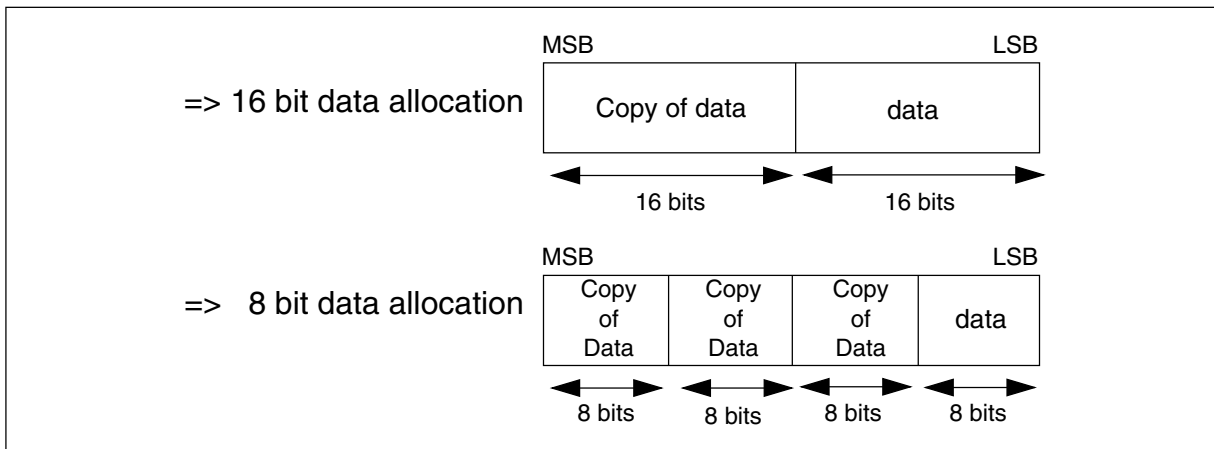 MSB LSB
=> 16 bit data allocation
Copy of data data
16 bits 16 bits
MSB LSB
=> 8 bit data allocation
Copy of Data Copy of Data Copy of Data data
8 bits 8 bits 8 bits 8 bits